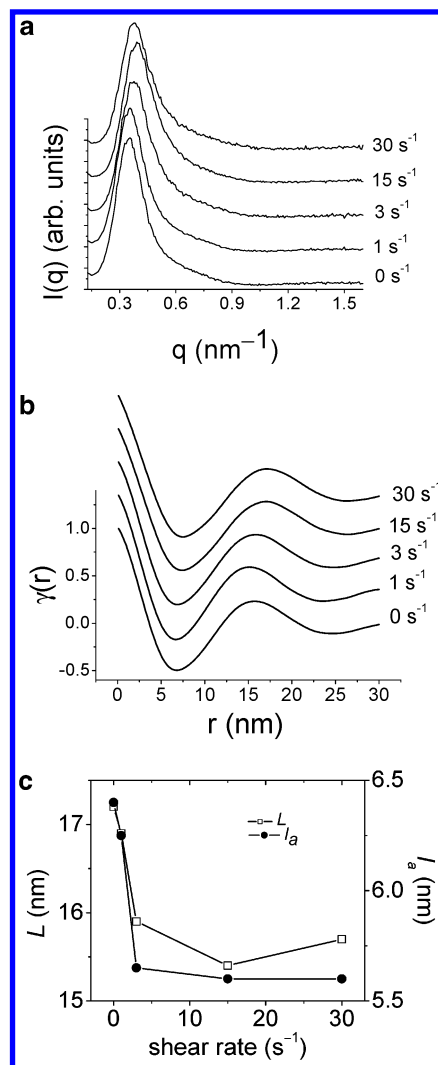 a
I(q) (arb. units)
30 s⁻¹
15 s⁻¹
3 s⁻¹
1 s⁻¹
0 s⁻¹
0.3 0.6 0.9 1.2 1.5
q (nm⁻¹)
b
γ(r)
1.0
0.5
0.0
-0.5
30 s⁻¹
15 s⁻¹
3 s⁻¹
1 s⁻¹
0 s⁻¹
0 5 10 15 20 25 30
r (nm)
c
L (nm)
17
16
15
L
lₐ
6.5
6.0
5.5
lₐ (nm)
0 10 20 30
shear rate (s⁻¹)